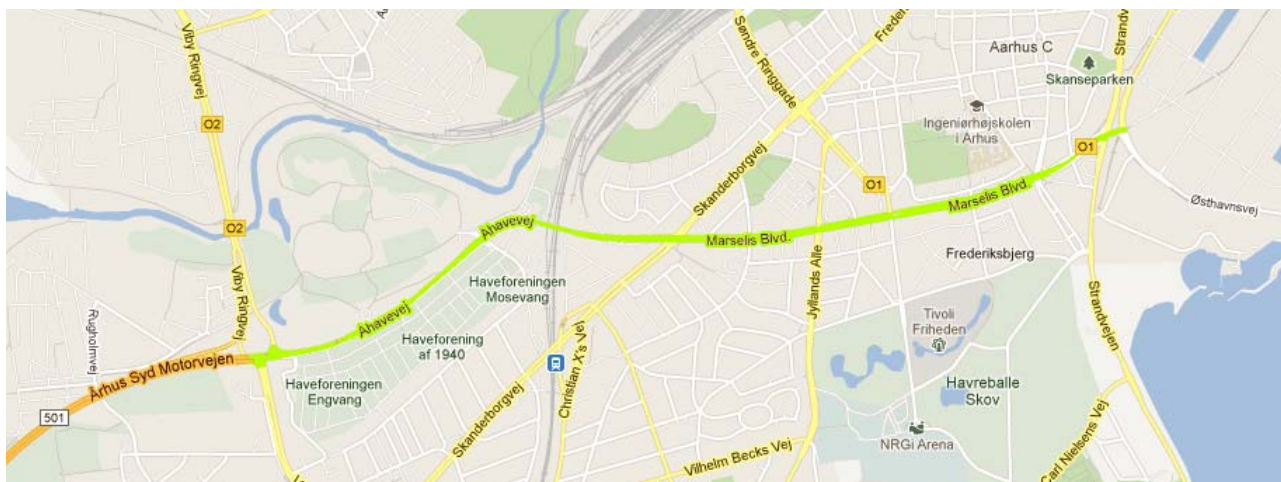 Viby Ringvej
Søndre Ringgade
Aarhus C
Skanseparken
O2
Ingeniørhøjskolen
i Århus
O1
Skanderborgvej
O1
Marselis Blvd.
Østhavnsvej
O2
Åhavevej
Marselis Blvd.
Frederiksbjerg
Haveforeningen
Mosevang
Viby Ringvej
Rugholmvej
Åhavevej
Jyllands Alle
Strandvejen
Tivoli
Friheden
Haveforening
af 1940
Århus Syd Motorvejen
Christian X's Vej
Haveforeningen
Engvang
Havreballe
Skov
501
Skanderborgvej
NRGi Arena
Carl Nielsens Vej
Vilhelm Becks Vej